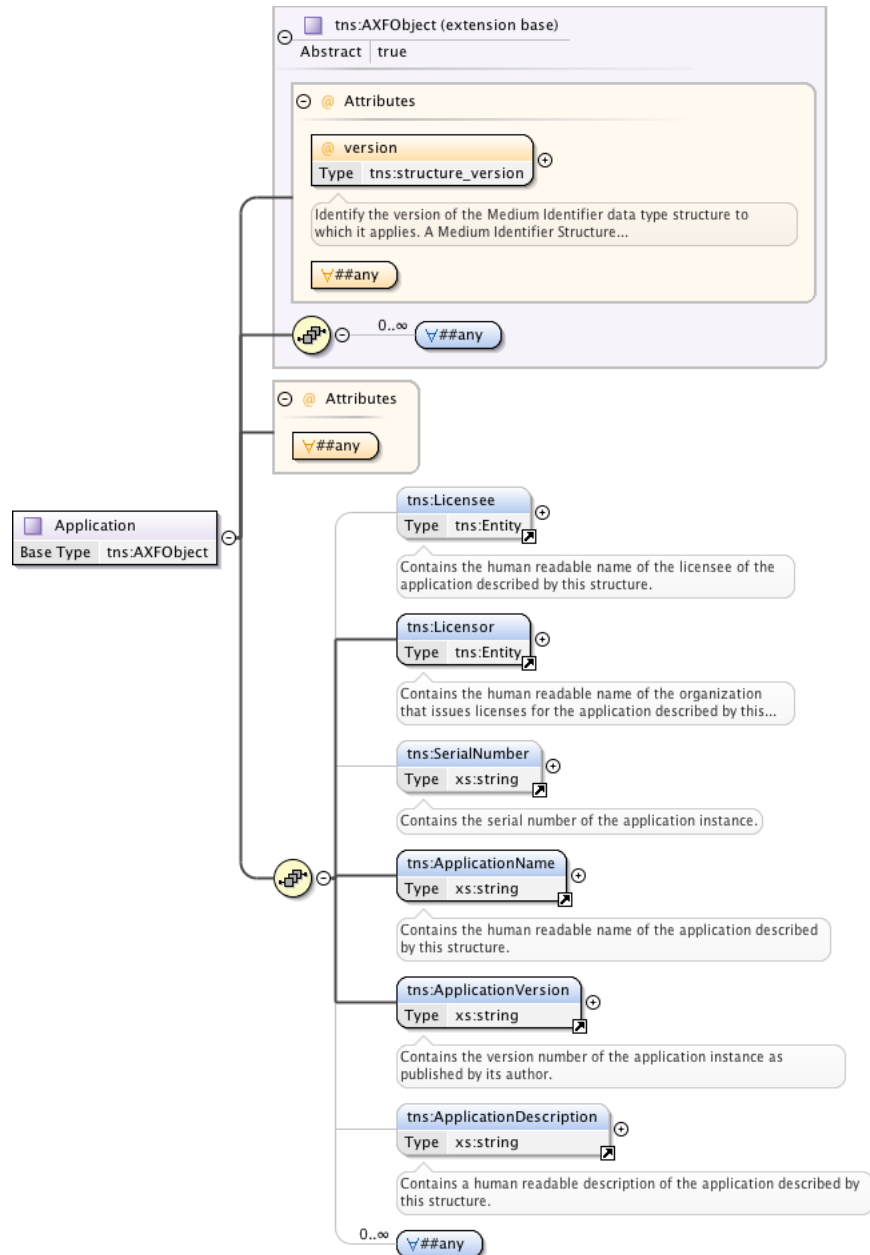 tns:AXFObject (extension base)
Abstract true
@ Attributes
@ version
Type tns:structure_version
Identify the version of the Medium Identifier data type structure to
which it applies. A Medium Identifier Structure...
∀##any
0..∞ ∀##any
@ Attributes
∀##any
Application
Base Type tns:AXFObject
tns:Licensee
Type tns:Entity
Contains the human readable name of the licensee of the
application described by this structure.
tns:Licensor
Type tns:Entity
Contains the human readable name of the organization
that issues licenses for the application described by this...
tns:SerialNumber
Type xs:string
Contains the serial number of the application instance.
tns:ApplicationName
Type xs:string
Contains the human readable name of the application described
by this structure.
tns:ApplicationVersion
Type xs:string
Contains the version number of the application instance as
published by its author.
tns:ApplicationDescription
Type xs:string
Contains a human readable description of the application described by
this structure.
0..∞ ∀##any